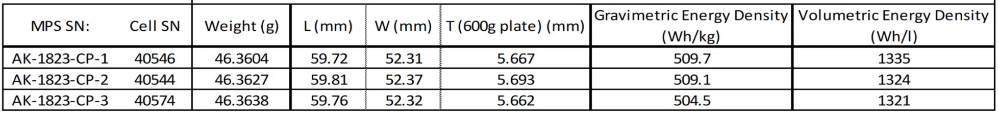 MPS SN: Cell SN Weight (g) L (mm) W (mm) T (600g plate) (mm) Gravimetric Energy Density (Wh/kg) Volumetric Energy Density (Wh/l)
AK-1823-CP-1 40546 46.3604 59.72 52.31 5.667 509.7 1335
AK-1823-CP-2 40544 46.3627 59.81 52.37 5.693 509.1 1324
AK-1823-CP-3 40574 46.3638 59.76 52.32 5.662 504.5 1321